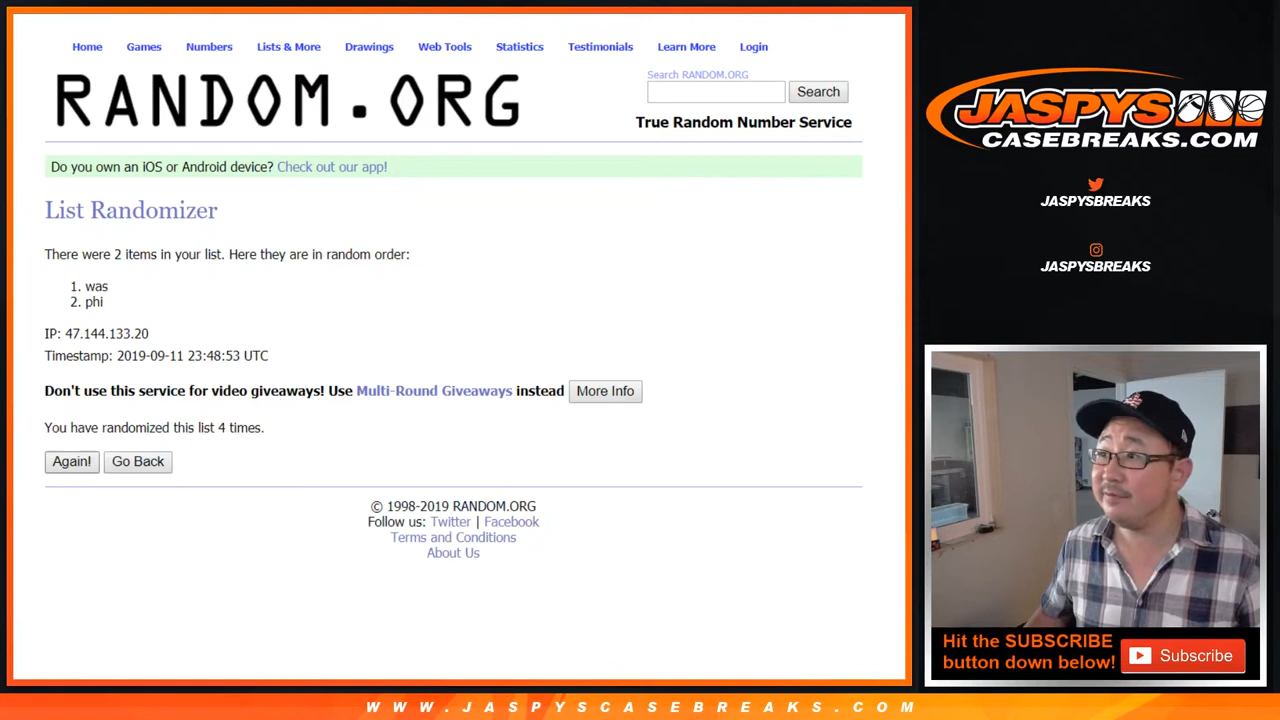 Home Games Numbers Lists & More Drawings Web Tools Statistics Testimonials Learn More Login
RANDOM.ORG
Search RANDOM.ORG
Search
True Random Number Service
Do you own an iOS or Android device? Check out our app!
List Randomizer
There were 2 items in your list. Here they are in random order:
1. was
2. phi
IP: 47.144.133.20
Timestamp: 2019-09-11 23:48:53 UTC
Don't use this service for video giveaways! Use Multi-Round Giveaways instead More Info
You have randomized this list 4 times.
Again! Go Back
© 1998-2019 RANDOM.ORG
Follow us: Twitter | Facebook
Terms and Conditions
About Us
JASPYS
CASEBREAKS.COM
JASPYSBREAKS
JASPYSBREAKS
Hit the SUBSCRIBE
button down below!
Subscribe
WWW.JASPYSCASEBREAKS.COM